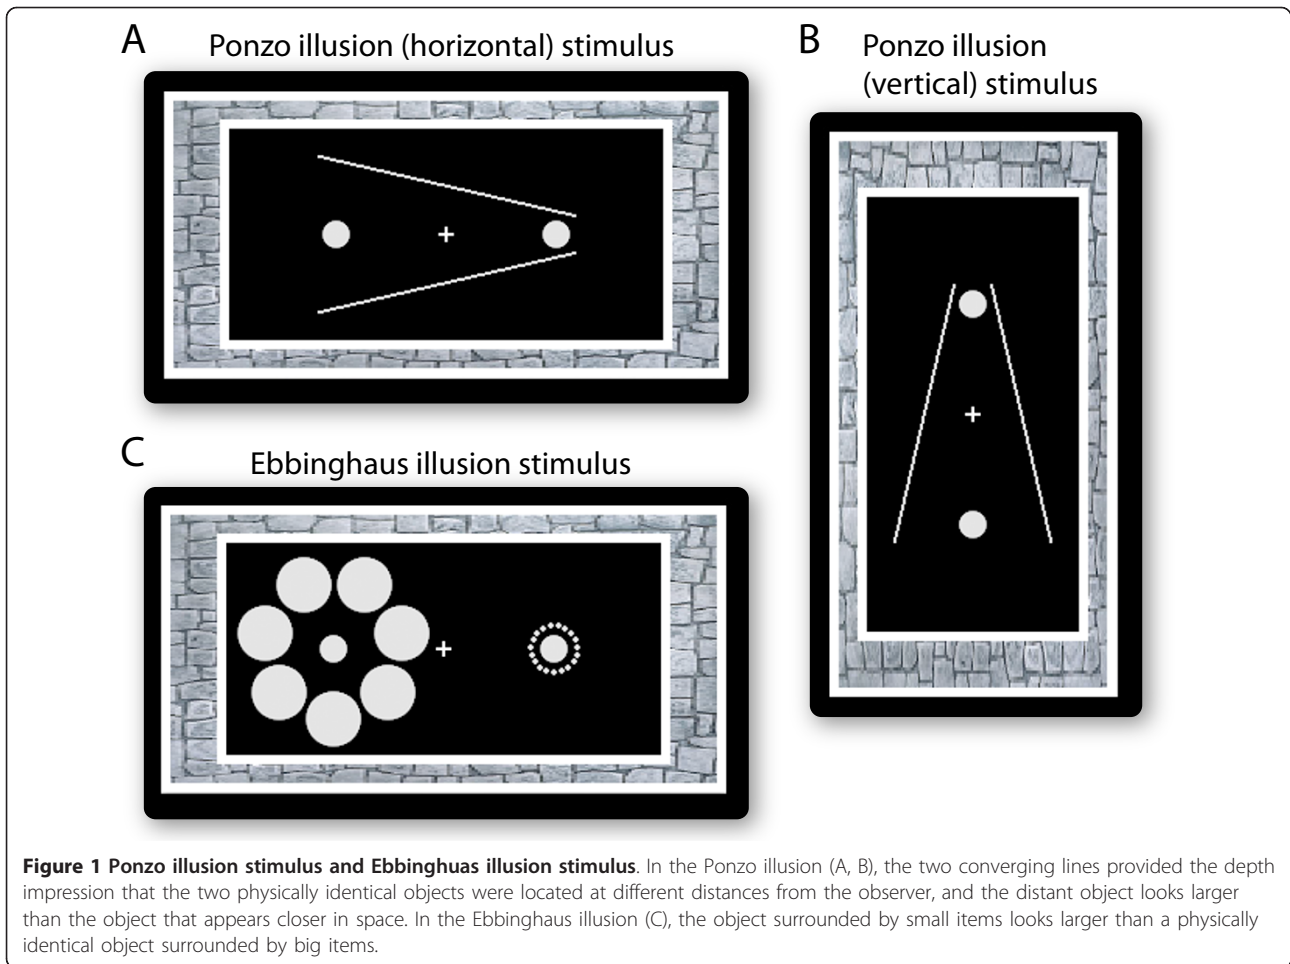 A
Ponzo illusion (horizontal) stimulus
B
Ponzo illusion
(vertical) stimulus
C
Ebbinghaus illusion stimulus
Figure 1 Ponzo illusion stimulus and Ebbinghuas illusion stimulus. In the Ponzo illusion (A, B), the two converging lines provided the depth
impression that the two physically identical objects were located at different distances from the observer, and the distant object looks larger
than the object that appears closer in space. In the Ebbinghaus illusion (C), the object surrounded by small items looks larger than a physically
identical object surrounded by big items.